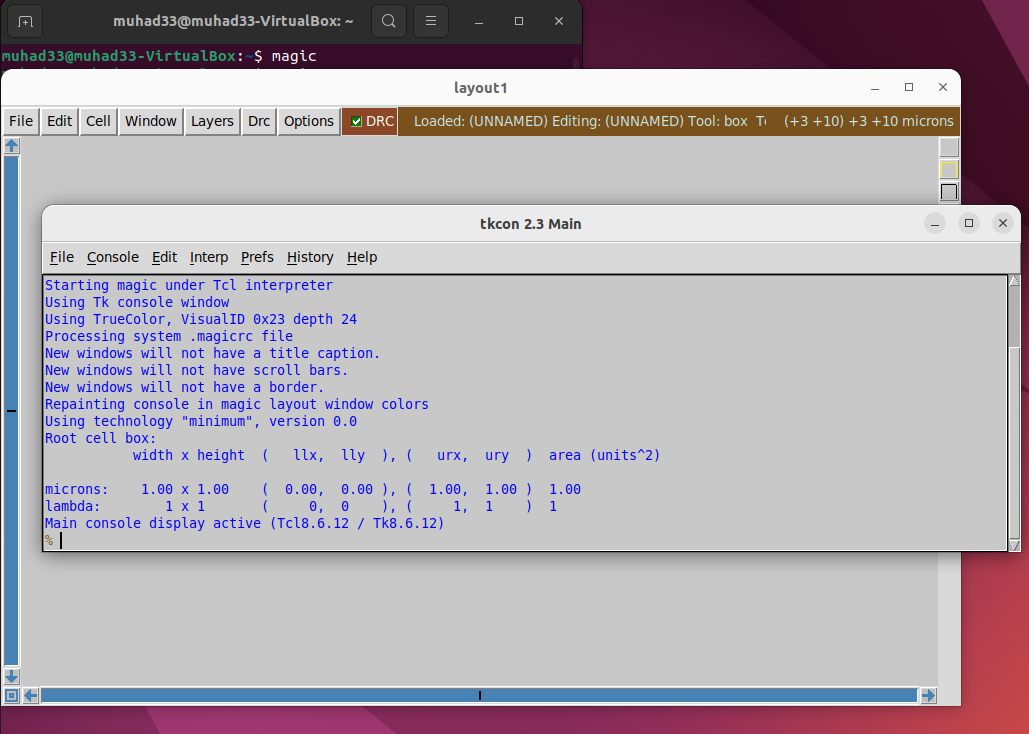 muhad33@muhad33-VirtualBox: ~
muhad33@muhad33-VirtualBox:~$ magic
layout1
File Edit Cell Window Layers Drc Options DRC Loaded: (UNNAMED) Editing: (UNNAMED) Tool: box (+3 +10) +3 +10 microns
tkcon 2.3 Main
File Console Edit Interp Prefs History Help
Starting magic under Tcl interpreter
Using Tk console window
Using TrueColor, VisualID 0x23 depth 24
Processing system .magicrc file
New windows will not have a title caption.
New windows will not have scroll bars.
New windows will not have a border.
Repainting console in magic layout window colors
Using technology "minimum", version 0.0
Root cell box:
width x height ( llx, lly ), ( urx, ury ) area (units^2)
microns: 1.00 x 1.00 ( 0.00, 0.00 ), ( 1.00, 1.00 ) 1.00
lambda: 1 x 1 ( 0, 0 ), ( 1, 1 ) 1
Main console display active (Tcl8.6.12 / Tk8.6.12)
%